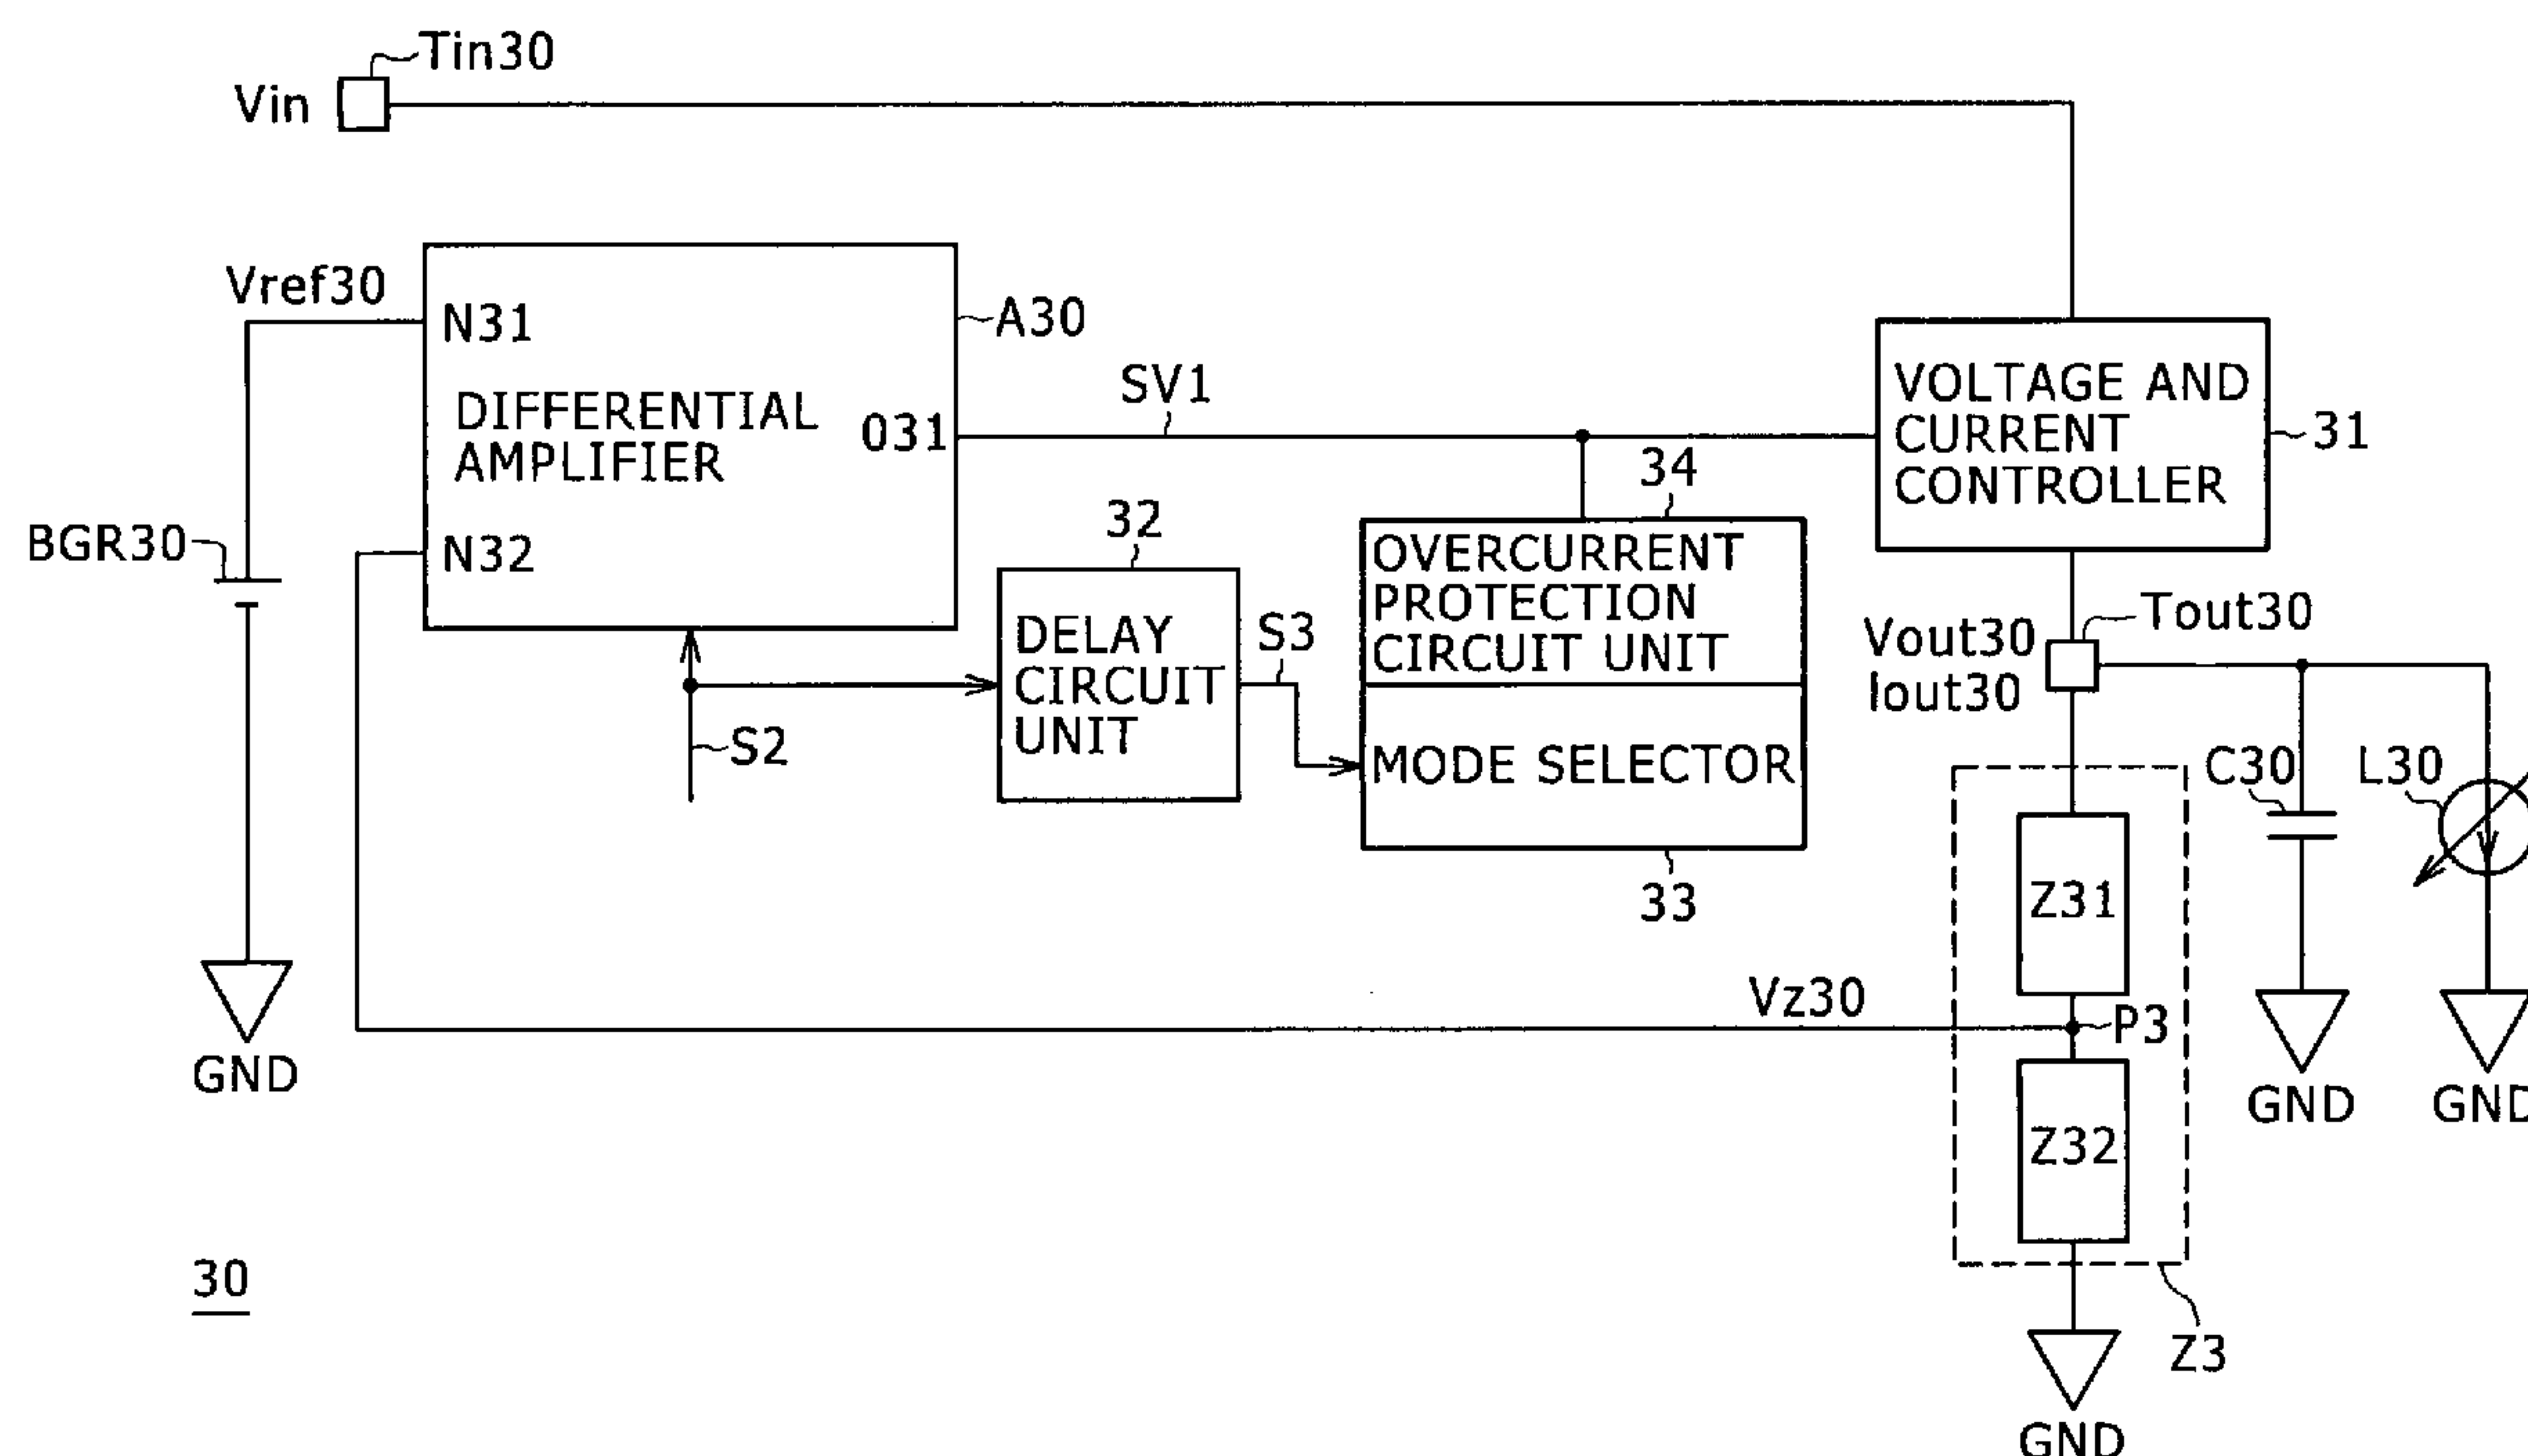 Tin30
Vin
Vref30
N31
A30
DIFFERENTIAL
AMPLIFIER
O31
SV1
VOLTAGE AND
CURRENT
CONTROLLER
31
34
BGR30
N32
32
OVERCURRENT
PROTECTION
CIRCUIT UNIT
DELAY
CIRCUIT
UNIT
S3
Tout30
Vout30
Iout30
S2
MODE SELECTOR
C30
L30
33
Z31
Vz30
P3
GND
GND
GND
Z32
30
Z3
GND